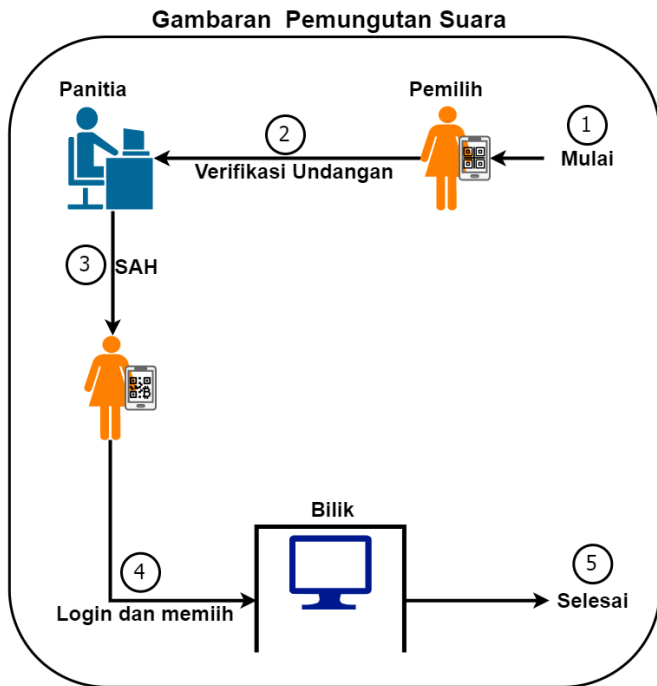 Gambaran Pemungutan Suara
Panitia
Pemilih
1
Mulai
2
Verifikasi Undangan
3
SAH
Bilik
4
Login dan memiih
5
Selesai